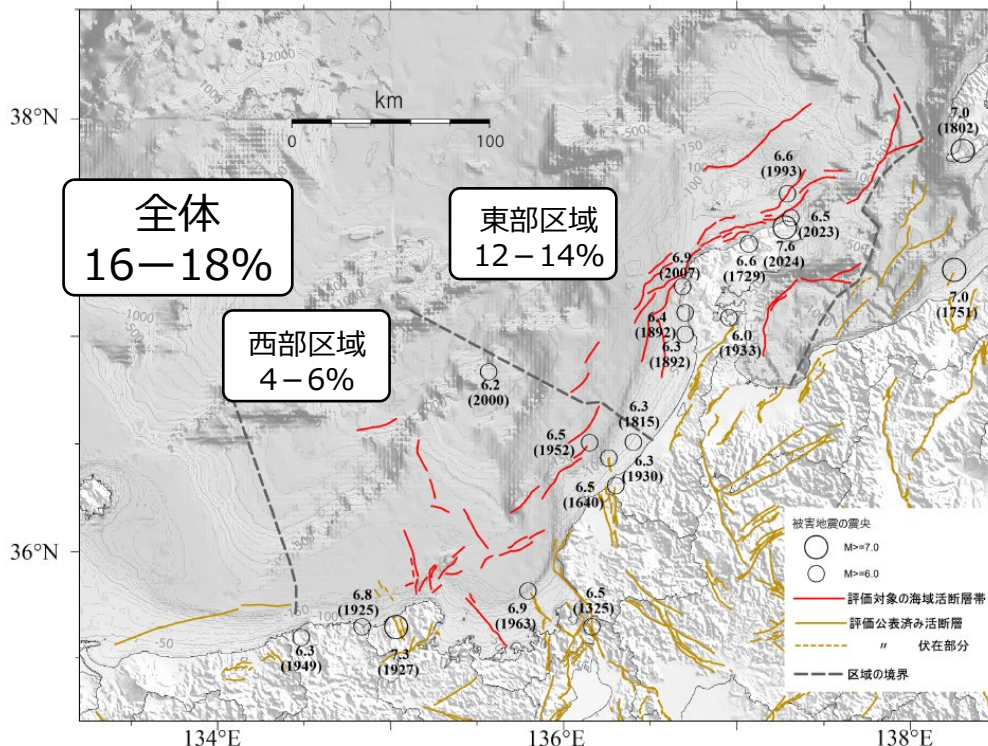 38°N
36°N
134°E
136°E
138°E
km
0
100
全体
16－18%
東部区域
12－14%
西部区域
4－6%
7.0
(1802)
6.6
(1993)
6.5
(2023)
7.6
(2024)
6.6
(1729)
6.9
(2007)
6.4
(1892)
6.3
(1892)
6.0
(1933)
7.0
(1751)
6.2
(2000)
6.3
(1815)
6.5
(1952)
6.3
(1930)
6.5
(1640)
6.8
(1925)
6.9
(1963)
6.5
(1325)
6.3
(1949)
7.3
(1927)
被害地震の震央
M>=7.0
M>=6.0
評価対象の海域活断層帯
評価公表済み活断層
〃 伏在部分
区域の境界